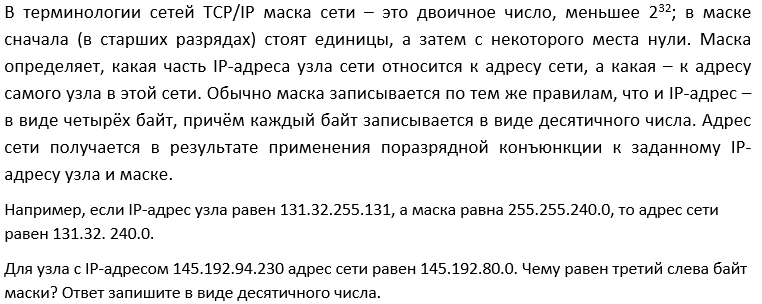 В терминологии сетей TCP/IP маска сети – это двоичное число, меньшее 2³²; в маске
сначала (в старших разрядах) стоят единицы, а затем с некоторого места нули. Маска
определяет, какая часть IP-адреса узла сети относится к адресу сети, а какая – к адресу
самого узла в этой сети. Обычно маска записывается по тем же правилам, что и IP-адрес –
в виде четырёх байт, причём каждый байт записывается в виде десятичного числа. Адрес
сети получается в результате применения поразрядной конъюнкции к заданному IP-
адресу узла и маске.
Например, если IP-адрес узла равен 131.32.255.131, а маска равна 255.255.240.0, то адрес сети
равен 131.32. 240.0.
Для узла с IP-адресом 145.192.94.230 адрес сети равен 145.192.80.0. Чему равен третий слева байт
маски? Ответ запишите в виде десятичного числа.